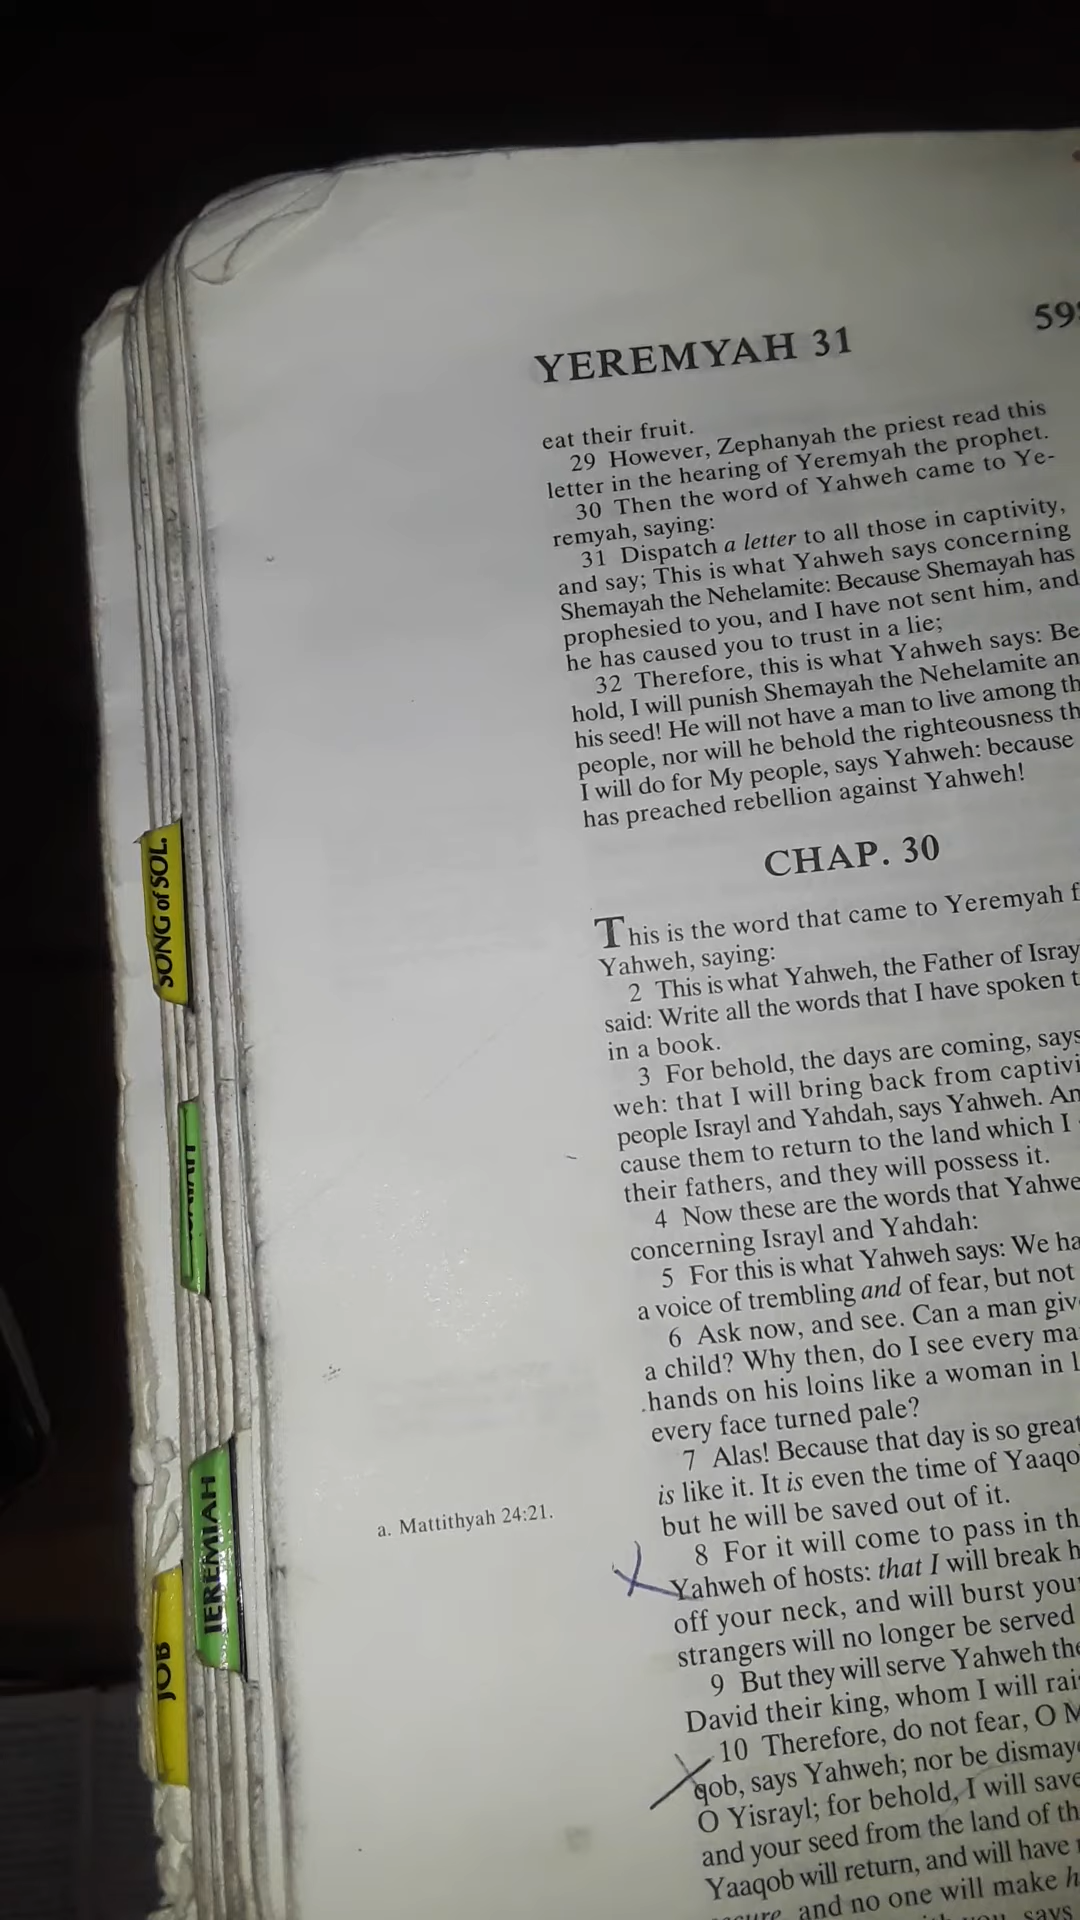 YEREMYAH 31
eat their fruit.
29 However, Zephanyah the priest read this
letter in the hearing of Yeremyah the prophet.
30 Then the word of Yahweh came to Ye-
remyah, saying:
31 Dispatch a letter to all those in captivity,
and say; This is what Yahweh says concerning
Shemayah the Nehelamite: Because Shemayah has
prophesied to you, and I have not sent him, and
he has caused you to trust in a lie;
32 Therefore, this is what Yahweh says: Be
hold, I will punish Shemayah the Nehelamite an
his seed! He will not have a man to live among th
people, nor will he behold the righteousness th
I will do for My people, says Yahweh: because
has preached rebellion against Yahweh!
CHAP. 30
This is the word that came to Yeremyah f
Yahweh, saying:
2 This is what Yahweh, the Father of Isray
said: Write all the words that I have spoken t
in a book.
3 For behold, the days are coming, says
weh: that I will bring back from captivi
people Israyl and Yahdah, says Yahweh. An
cause them to return to the land which I
their fathers, and they will possess it.
4 Now these are the words that Yahwe
concerning Israyl and Yahdah:
5 For this is what Yahweh says: We ha
a voice of trembling and of fear, but not
6 Ask now, and see. Can a man giv
a child? Why then, do I see every ma
hands on his loins like a woman in l
every face turned pale?
7 Alas! Because that day is so great
is like it. It is even the time of Yaaqo
but he will be saved out of it.
a. Mattithyah 24:21.
8 For it will come to pass in th
Yahweh of hosts: that I will break h
off your neck, and will burst you
strangers will no longer be served
9 But they will serve Yahweh the
David their king, whom I will rai
10 Therefore, do not fear, O M
qob, says Yahweh; nor be dismay
O Yisrayl; for behold, I will save
and your seed from the land of th
Yaaqob will return, and will have
and no one will make h
says
SONG of SOL.
JEREMIAH
JOB